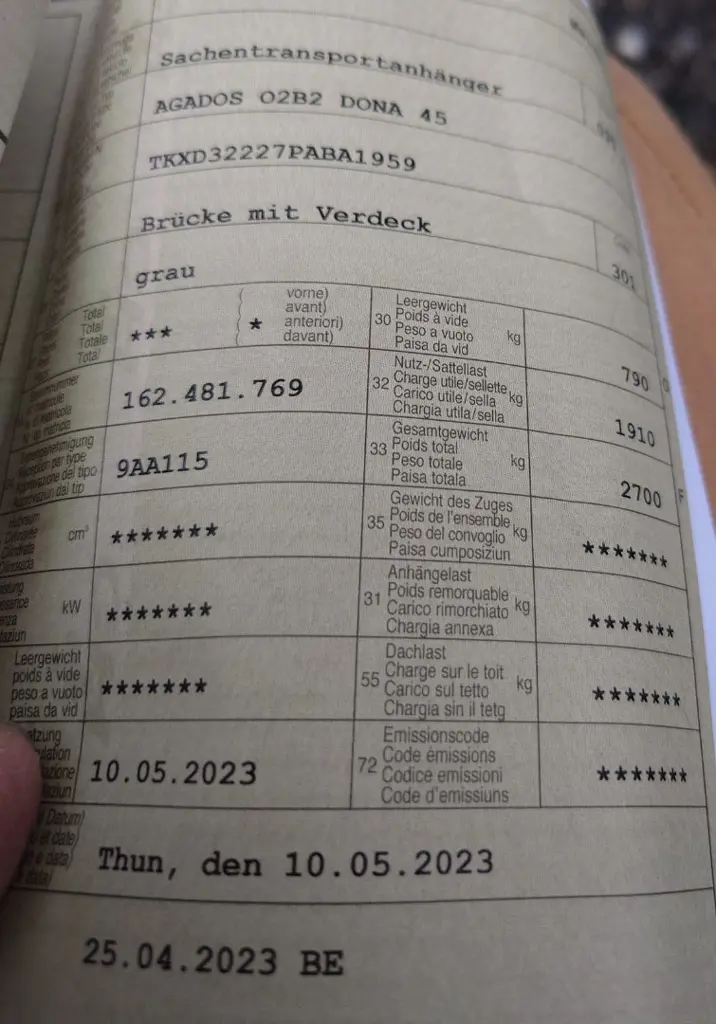 Sachentransportanhänger
AGADOS O2B2 DONA 45
TKXD32227PABA1959
Brücke mit Verdeck
301
grau
Total
Total
Totale
Total
***
( vorne)
( avant)
( * anteriori)
( davant)
30 Leergewicht
Poids à vide
Peso a vuoto
Paisa da vid
kg
790
162.481.769
32 Nutz-/Sattellast
Charge utile/sellette
Carico utile/sella
Chargia utila/sella
kg
1910
9AA115
33 Gesamtgewicht
Poids total
Peso totale
Paisa totala
kg
2700
cm³
*******
35 Gewicht des Zuges
Poids de l'ensemble
Peso del convoglio
Paisa cumposiziun
kg
*******
kW
*******
31 Anhängelast
Poids remorquable
Carico rimorchiato
Chargia annexa
kg
*******
Leergewicht
poids à vide
peso a vuoto
paisa da vid
*******
55 Dachlast
Charge sur le toit
Carico sul tetto
Chargia sin il tetg
kg
*******
10.05.2023
72 Emissionscode
Code émissions
Codice emissioni
Code d'emissiuns
*******
Thun, den 10.05.2023
25.04.2023 BE